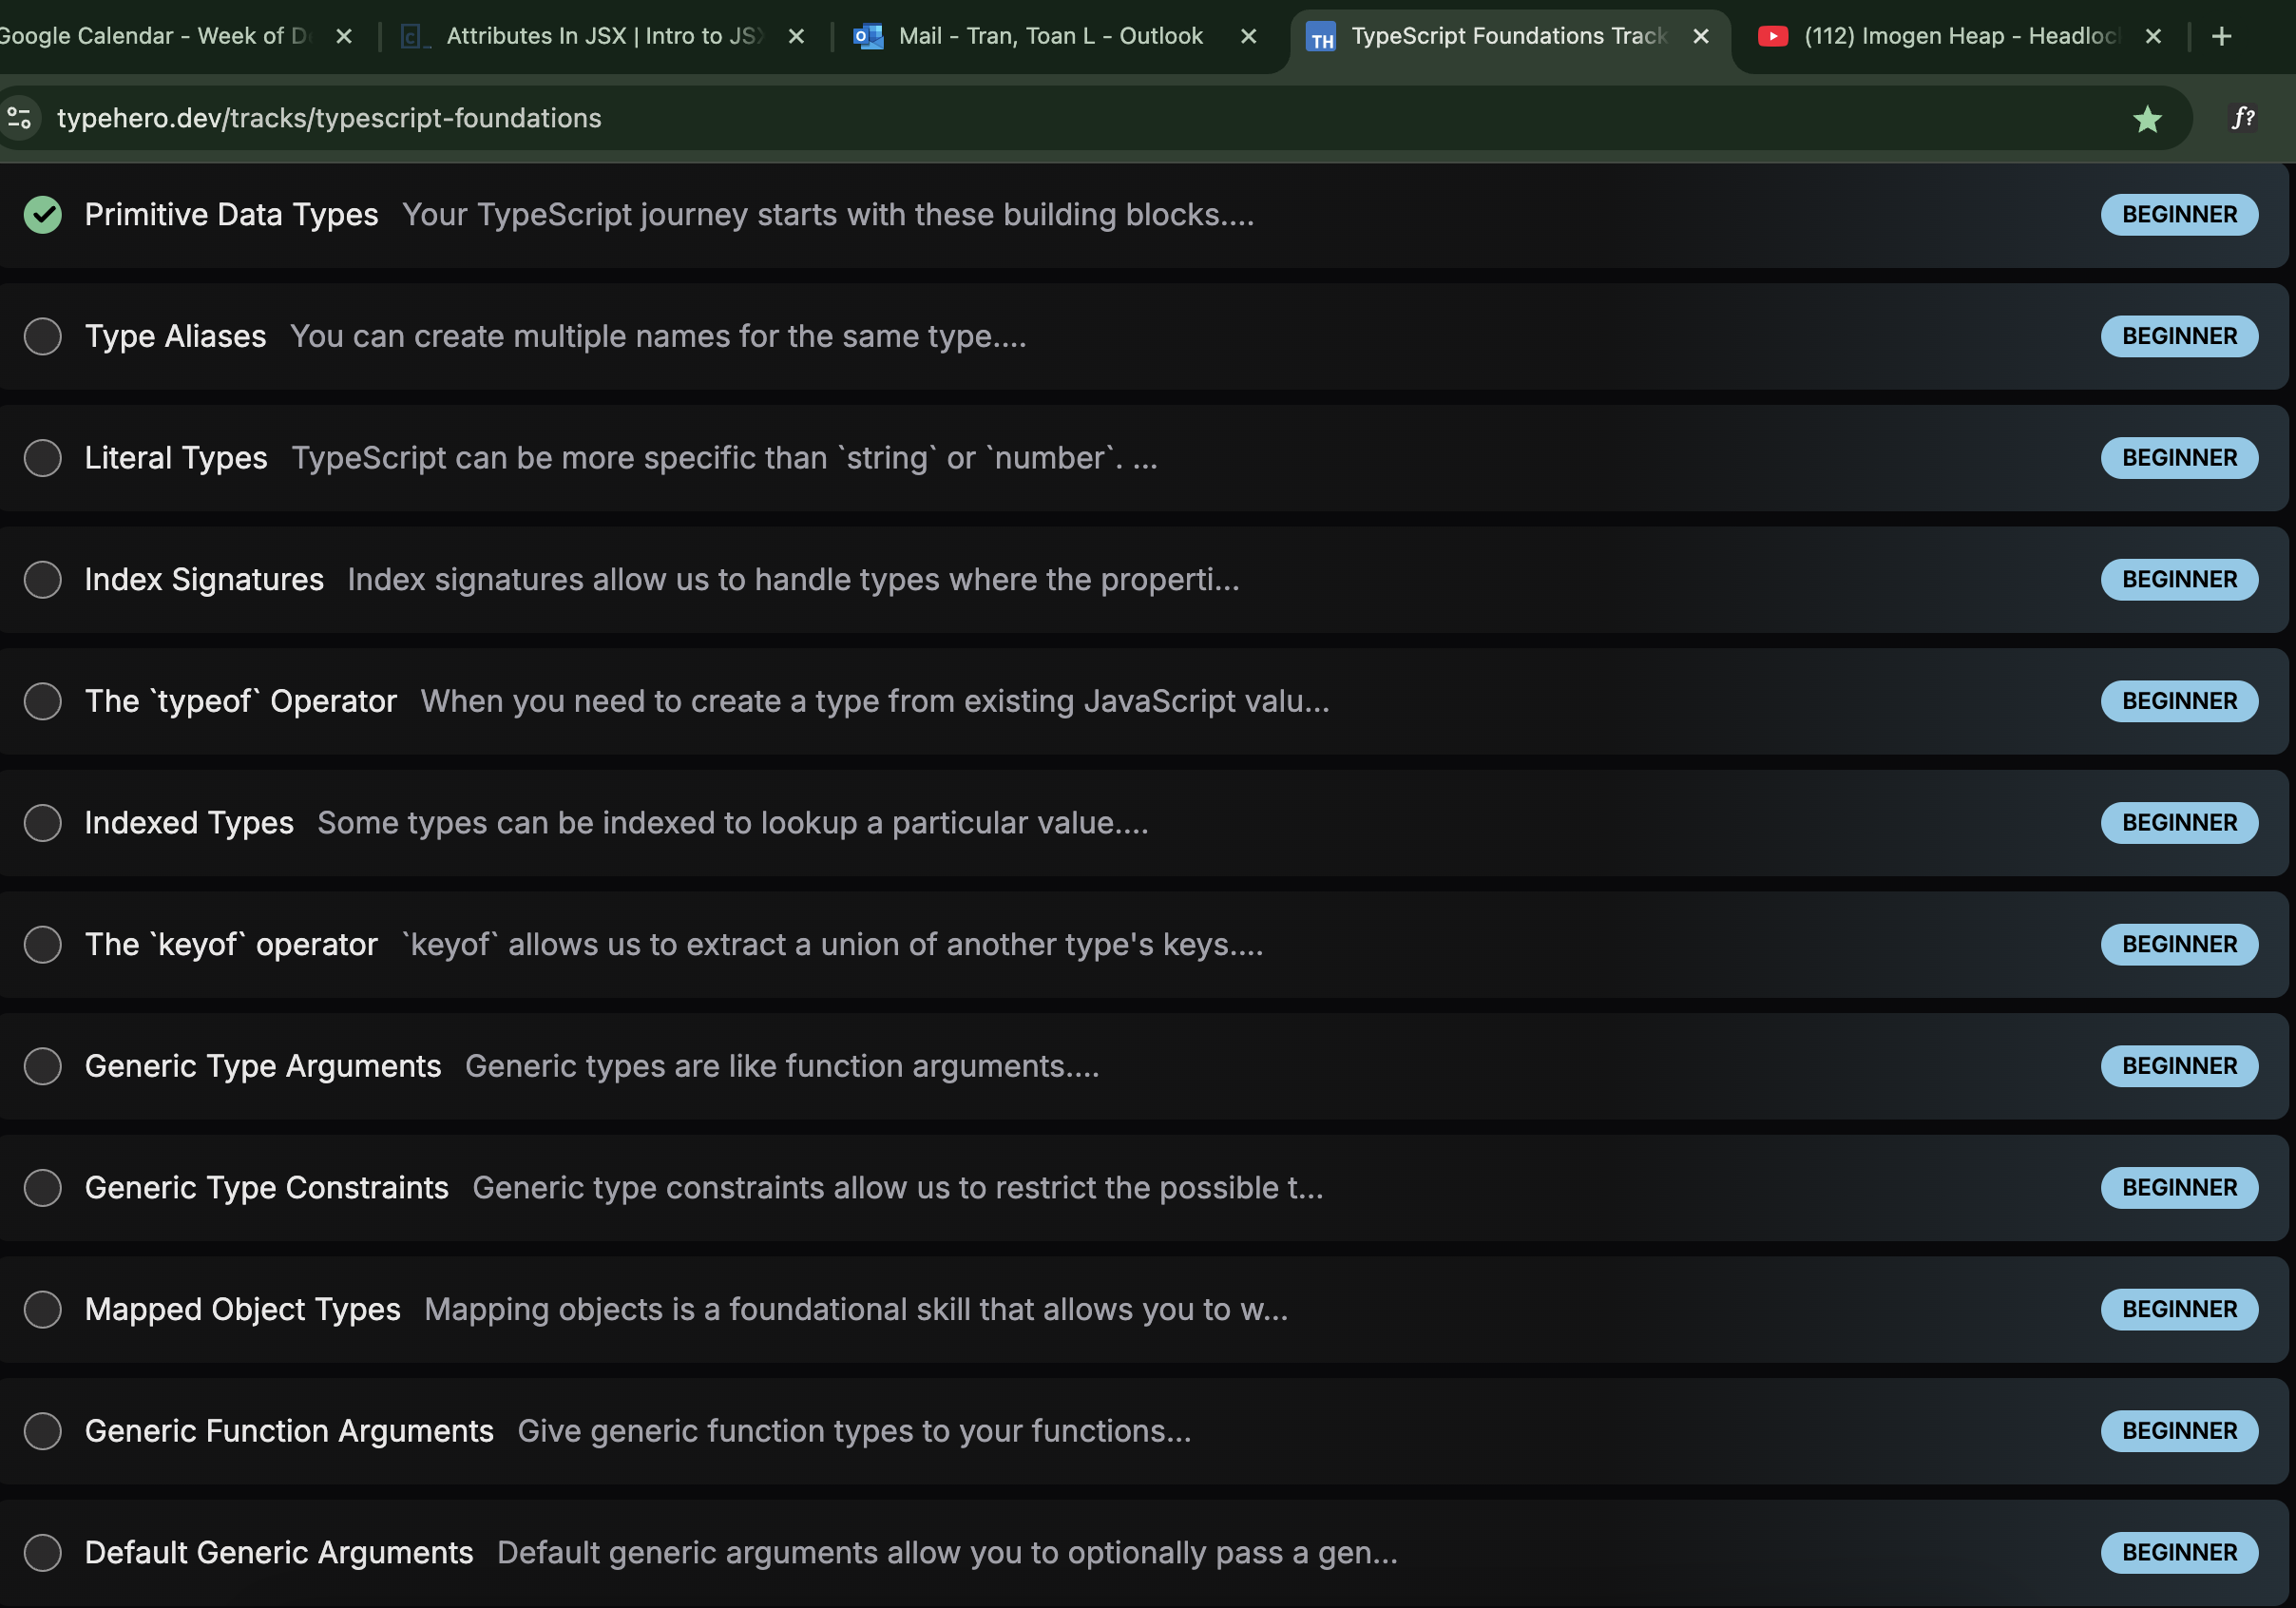 Google Calendar - Week of D
Attributes In JSX | Intro to JSX
Mail - Tran, Toan L - Outlook
TH TypeScript Foundations Track
(112) Imogen Heap - Headloc
typehero.dev/tracks/typescript-foundations
f?
Primitive Data Types Your TypeScript journey starts with these building blocks.... BEGINNER
Type Aliases You can create multiple names for the same type.... BEGINNER
Literal Types TypeScript can be more specific than `string` or `number`. ... BEGINNER
Index Signatures Index signatures allow us to handle types where the properti... BEGINNER
The `typeof` Operator When you need to create a type from existing JavaScript valu... BEGINNER
Indexed Types Some types can be indexed to lookup a particular value.... BEGINNER
The `keyof` operator `keyof` allows us to extract a union of another type's keys.... BEGINNER
Generic Type Arguments Generic types are like function arguments.... BEGINNER
Generic Type Constraints Generic type constraints allow us to restrict the possible t... BEGINNER
Mapped Object Types Mapping objects is a foundational skill that allows you to w... BEGINNER
Generic Function Arguments Give generic function types to your functions... BEGINNER
Default Generic Arguments Default generic arguments allow you to optionally pass a gen... BEGINNER